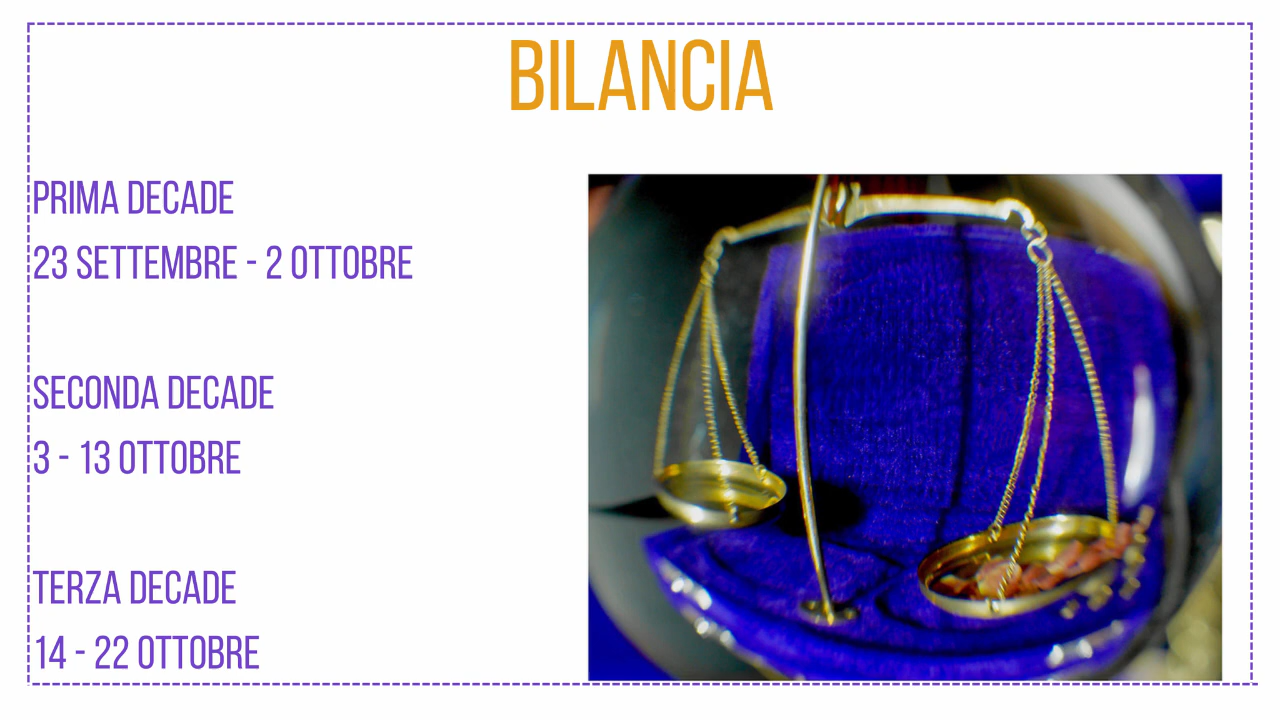 BILANCIA
PRIMA DECADE
23 SETTEMBRE - 2 OTTOBRE
SECONDA DECADE
3 - 13 OTTOBRE
TERZA DECADE
14 - 22 OTTOBRE